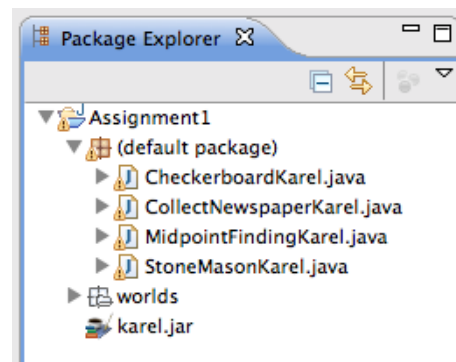 Package Explorer
Assignment1
(default package)
CheckerboardKarel.java
CollectNewspaperKarel.java
MidpointFindingKarel.java
StoneMasonKarel.java
worlds
karel.jar